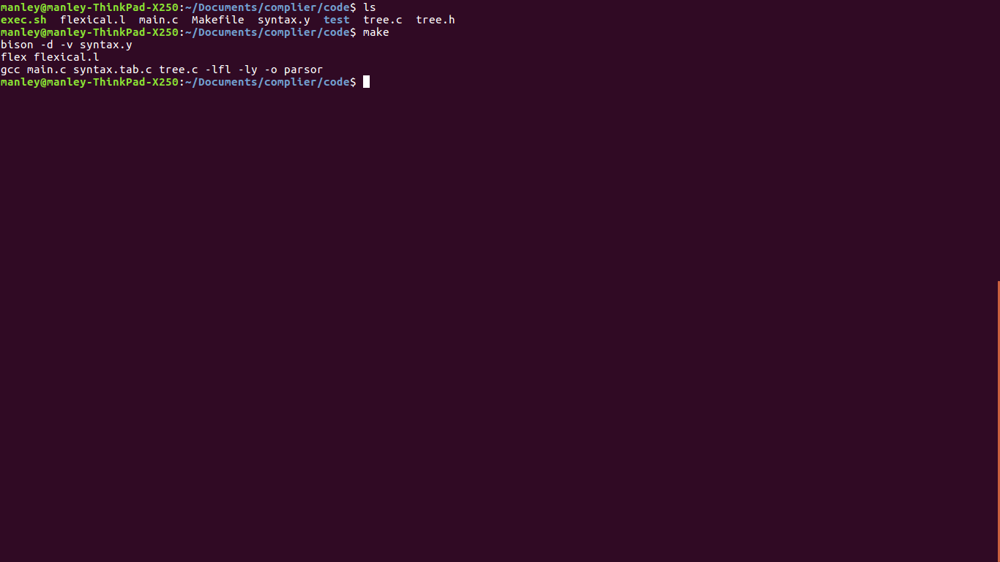 manley@manley-ThinkPad-X250:~/Documents/complier/code$ ls
exec.sh  flexical.l  main.c  Makefile  syntax.y  test  tree.c  tree.h
manley@manley-ThinkPad-X250:~/Documents/complier/code$ make
bison -d -v syntax.y
flex flexical.l
gcc main.c syntax.tab.c tree.c -lfl -ly -o parsor
manley@manley-ThinkPad-X250:~/Documents/complier/code$